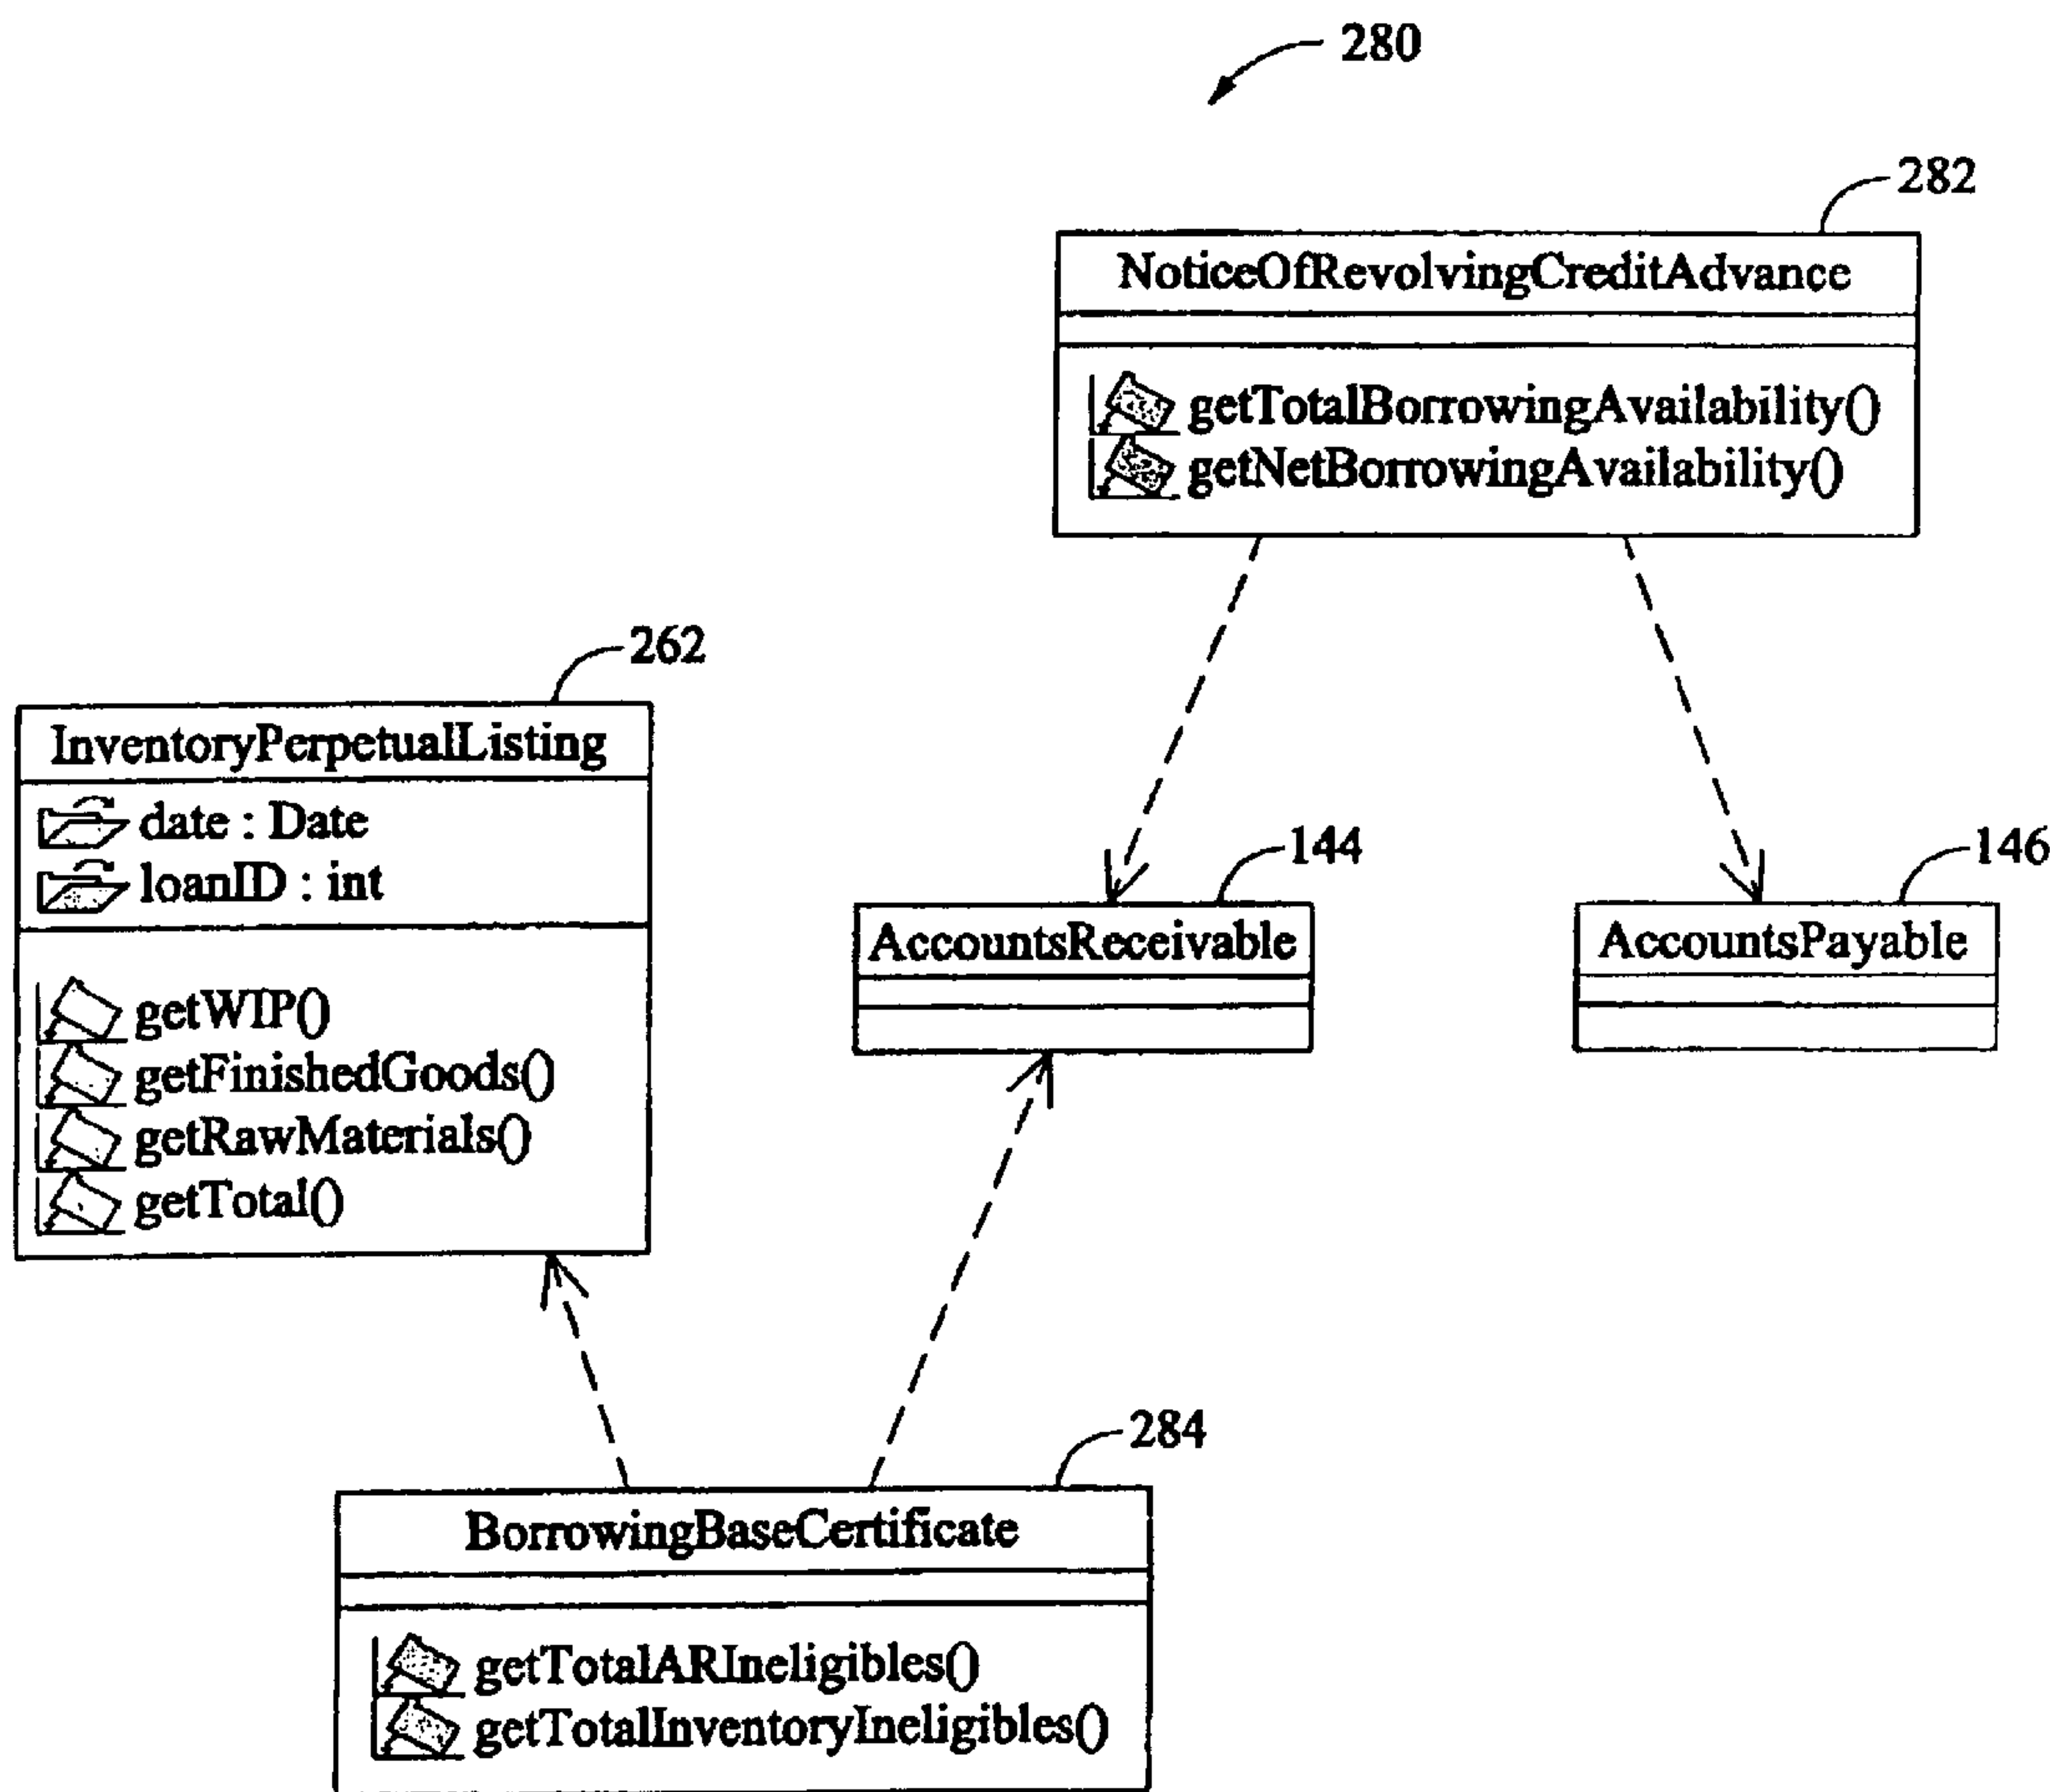 280
282
NoticeOfRevolvingCreditAdvance
getTotalBorrowingAvailability()
getNetBorrowingAvailability()
262
InventoryPerpetualListing
date : Date
loanID : int
getWIP()
getFinishedGoods()
getRawMaterials()
getTotal()
144
AccountsReceivable
146
AccountsPayable
284
BorrowingBaseCertificate
getTotalARIneligibles()
getTotalInventoryIneligibles()